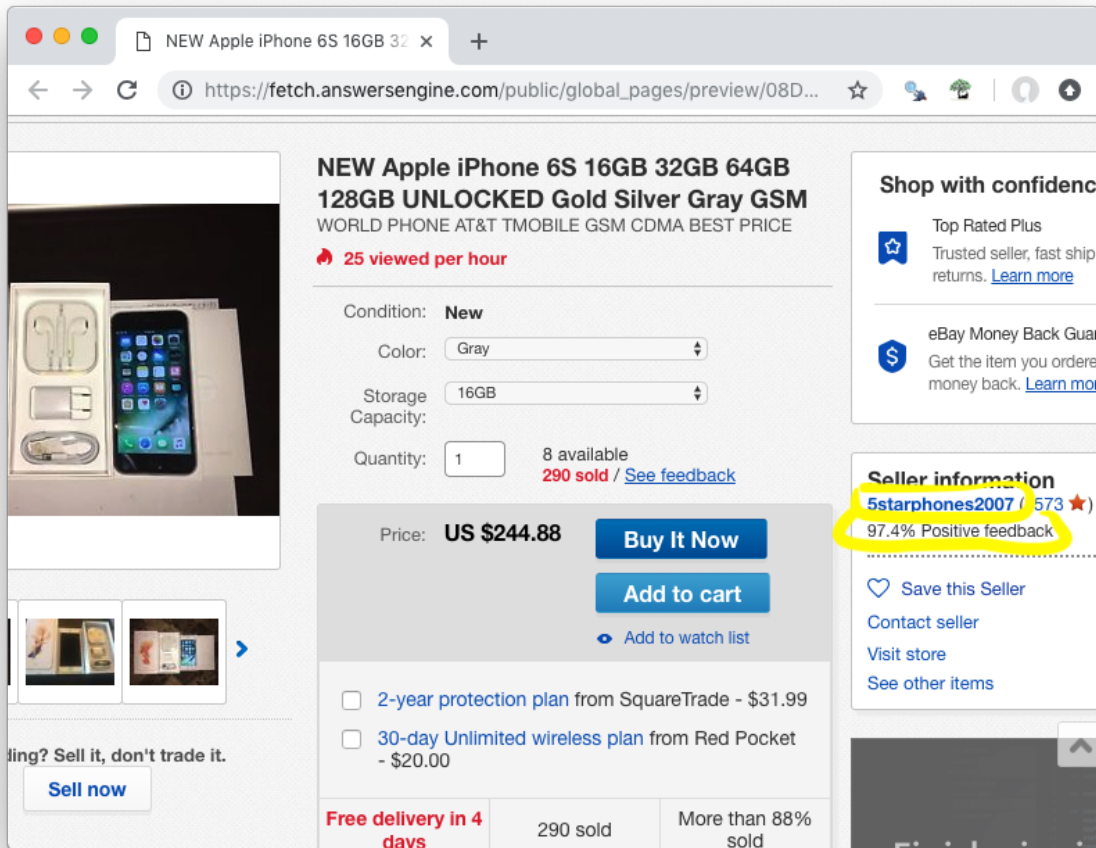 NEW Apple iPhone 6S 16GB 32
https://fetch.answersengine.com/public/global_pages/preview/08D...
NEW Apple iPhone 6S 16GB 32GB 64GB
128GB UNLOCKED Gold Silver Gray GSM
WORLD PHONE AT&T TMOBILE GSM CDMA BEST PRICE
25 viewed per hour
Condition: New
Color: Gray
Storage Capacity: 16GB
Quantity: 1
8 available
290 sold / See feedback
Price: US $244.88
Buy It Now
Add to cart
Add to watch list
2-year protection plan from SquareTrade - $31.99
30-day Unlimited wireless plan from Red Pocket
- $20.00
Free delivery in 4
days
290 sold
More than 88%
sold
Shop with confidenc
Top Rated Plus
Trusted seller, fast ship
returns. Learn more
eBay Money Back Guar
Get the item you ordere
money back. Learn mor
Seller information
5starphones2007 ( 573 )
97.4% Positive feedback
Save this Seller
Contact seller
Visit store
See other items
ding? Sell it, don't trade it.
Sell now